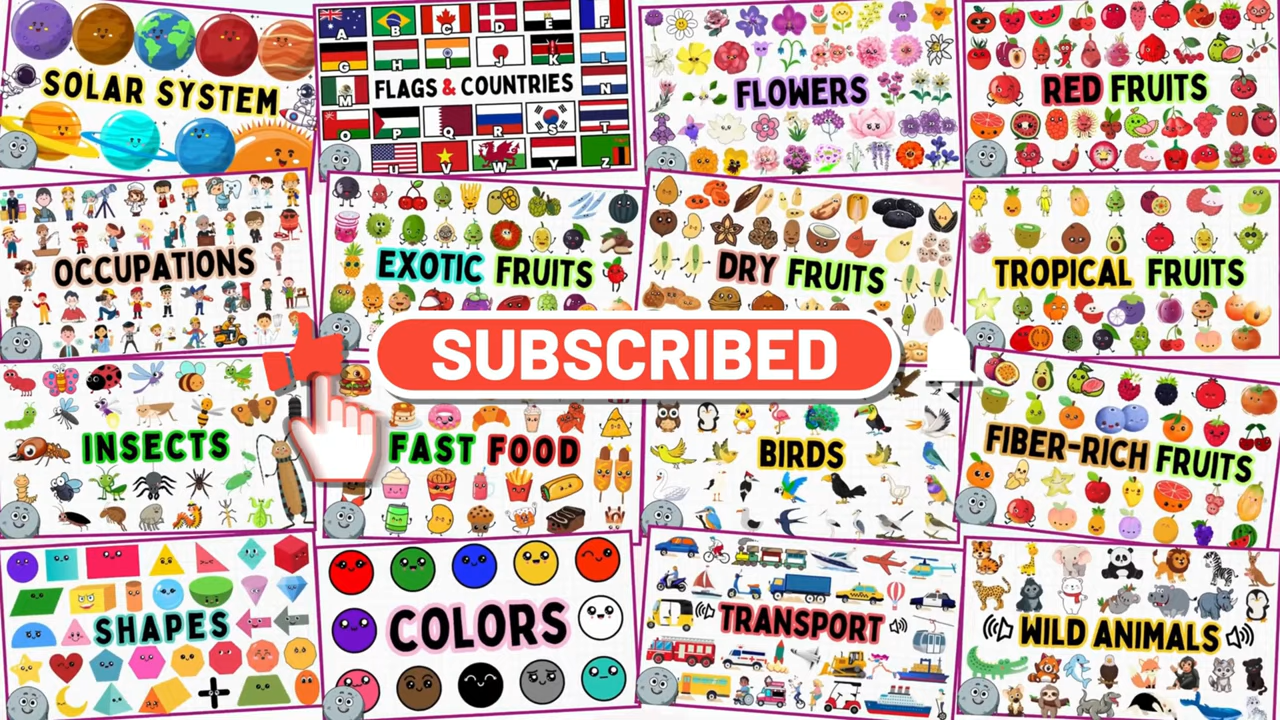 SOLAR SYSTEM
A B C D E F
G H I J K L
M FLAGS & COUNTRIES N
O P Q R S T
U V W Y Z
FLOWERS
RED FRUITS
OCCUPATIONS
EXOTIC FRUITS
DRY FRUITS
TROPICAL FRUITS
SUBSCRIBED
INSECTS
FAST FOOD
BIRDS
FIBER-RICH FRUITS
SHAPES
COLORS
TRANSPORT
WILD ANIMALS